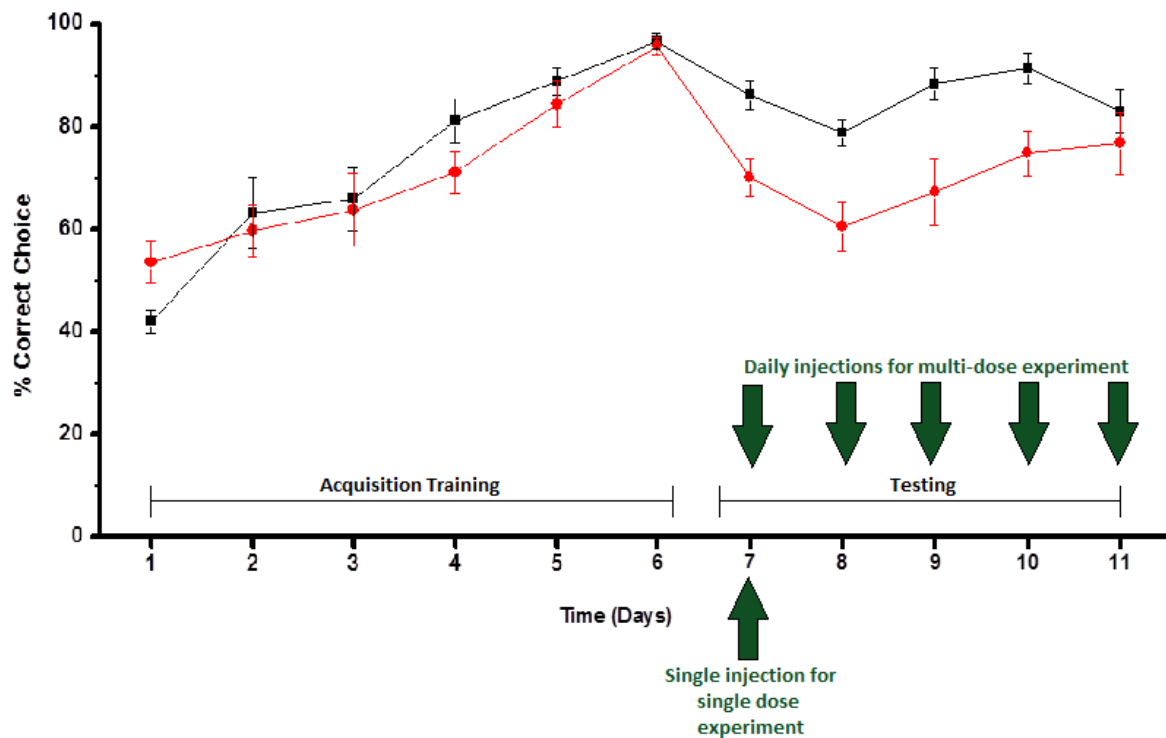 100
80
60
40
20
0
% Correct Choice
Daily injections for multi-dose experiment
Acquisition Training
Testing
1 2 3 4 5 6 7 8 9 10 11
Time (Days)
Single injection for
single dose
experiment